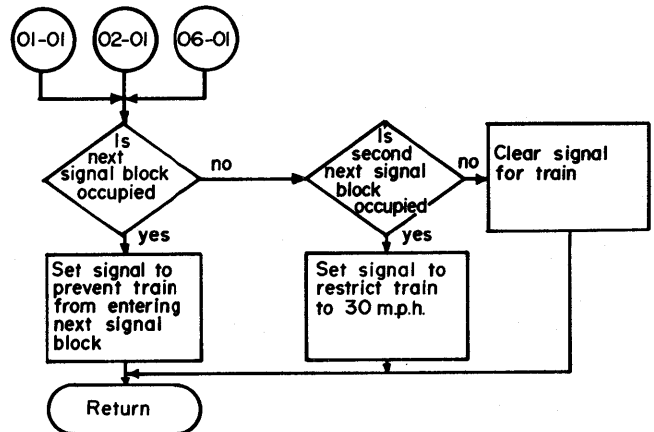 01-01
02-01
06-01
Is
next
signal block
occupied
no
yes
Is
second
next signal
block
occupied
no
yes
Clear signal
for train
Set signal to
prevent train
from entering
next signal
block
Set signal to
restrict train
to 30 m.p.h.
Return